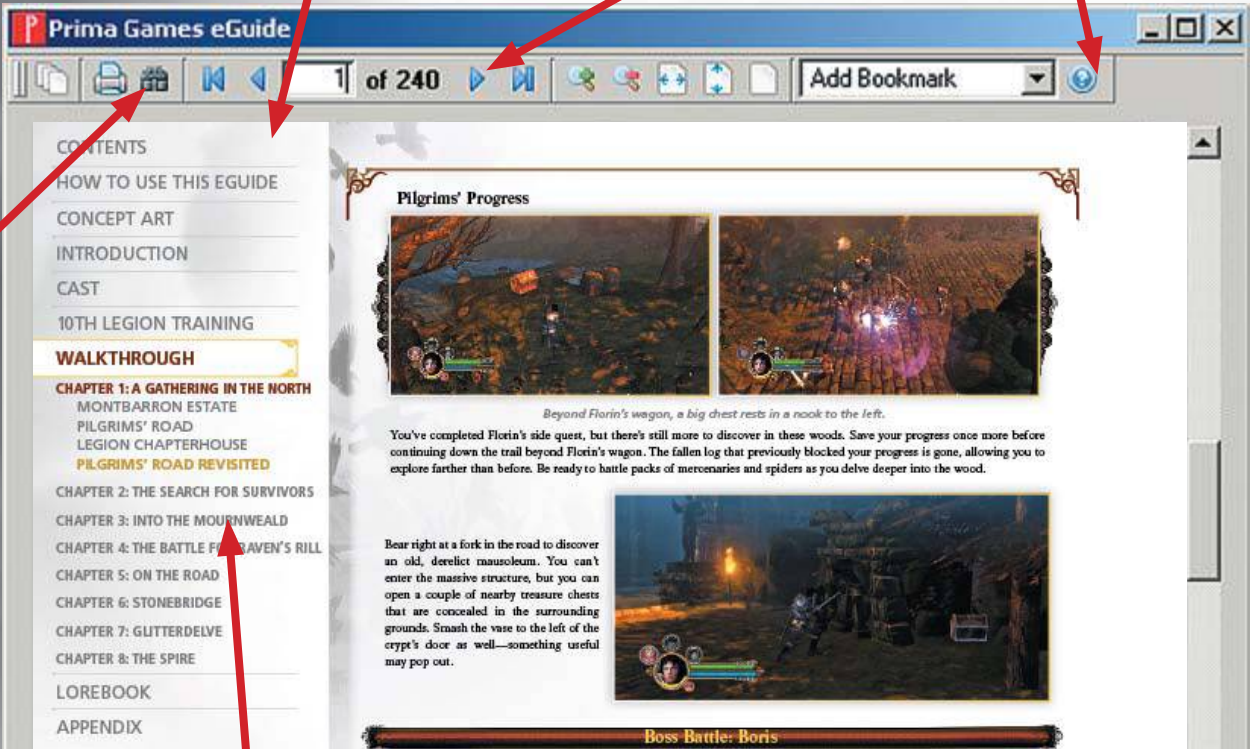 Prima Games eGuide
1 of 240
Add Bookmark
CONTENTS
HOW TO USE THIS EGUIDE
CONCEPT ART
INTRODUCTION
CAST
10TH LEGION TRAINING
WALKTHROUGH
CHAPTER 1: A GATHERING IN THE NORTH
MONTBARRON ESTATE
PILGRIMS' ROAD
LEGION CHAPTERHOUSE
PILGRIMS' ROAD REVISITED
CHAPTER 2: THE SEARCH FOR SURVIVORS
CHAPTER 3: INTO THE MOURNWEALD
CHAPTER 4: THE BATTLE FOR RAVEN'S RILL
CHAPTER 5: ON THE ROAD
CHAPTER 6: STONEBRIDGE
CHAPTER 7: GLITTERDELVE
CHAPTER 8: THE SPIRE
LOREBOOK
APPENDIX
Pilgrims' Progress
Beyond Florin's wagon, a big chest rests in a nook to the left.
You've completed Florin's side quest, but there's still more to discover in these woods. Save your progress once more before
continuing down the trail beyond Florin's wagon. The fallen log that previously blocked your progress is gone, allowing you to
explore farther than before. Be ready to battle packs of mercenaries and spiders as you delve deeper into the wood.
Bear right at a fork in the road to discover
an old, derelict mausoleum. You can't
enter the massive structure, but you can
open a couple of nearby treasure chests
that are concealed in the surrounding
grounds. Smash the vase to the left of the
crypt's door as well—something useful
may pop out.
Boss Battle: Boris